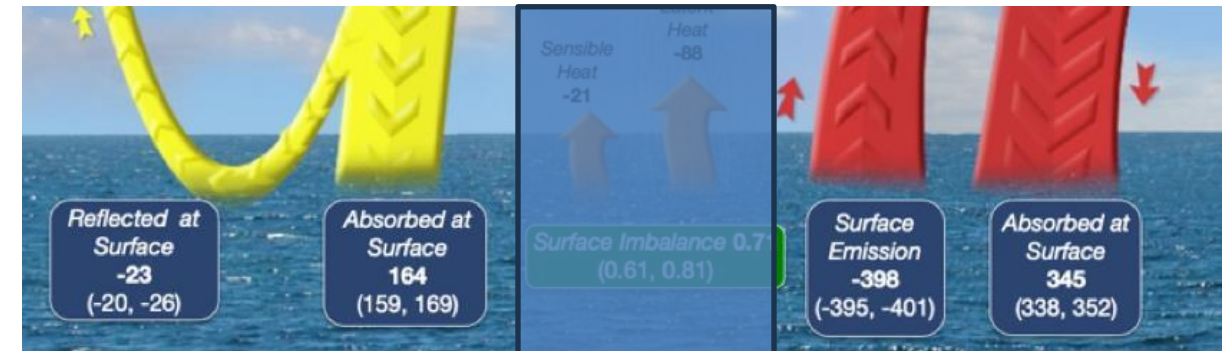 Reflected at
Surface
-23
(-20, -26)
Absorbed at
Surface
164
(159, 169)
Sensible
Heat
-21
Heat
-88
Surface Imbalance 0.71
(0.61, 0.81)
Surface
Emission
-398
(-395, -401)
Absorbed at
Surface
345
(338, 352)